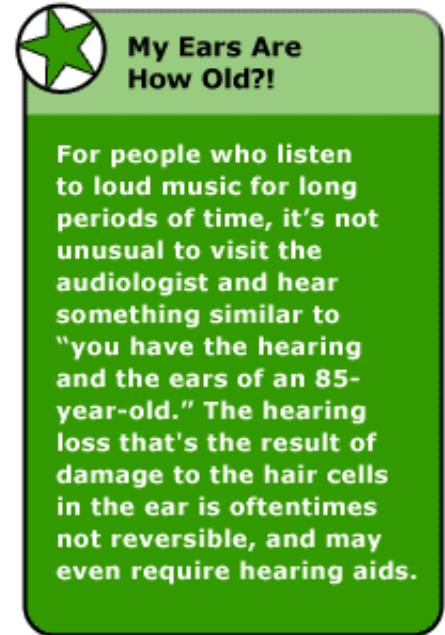 My Ears Are
How Old?!
For people who listen
to loud music for long
periods of time, it’s not
unusual to visit the
audiologist and hear
something similar to
“you have the hearing
and the ears of an 85-
year-old.” The hearing
loss that's the result of
damage to the hair cells
in the ear is oftentimes
not reversible, and may
even require hearing aids.